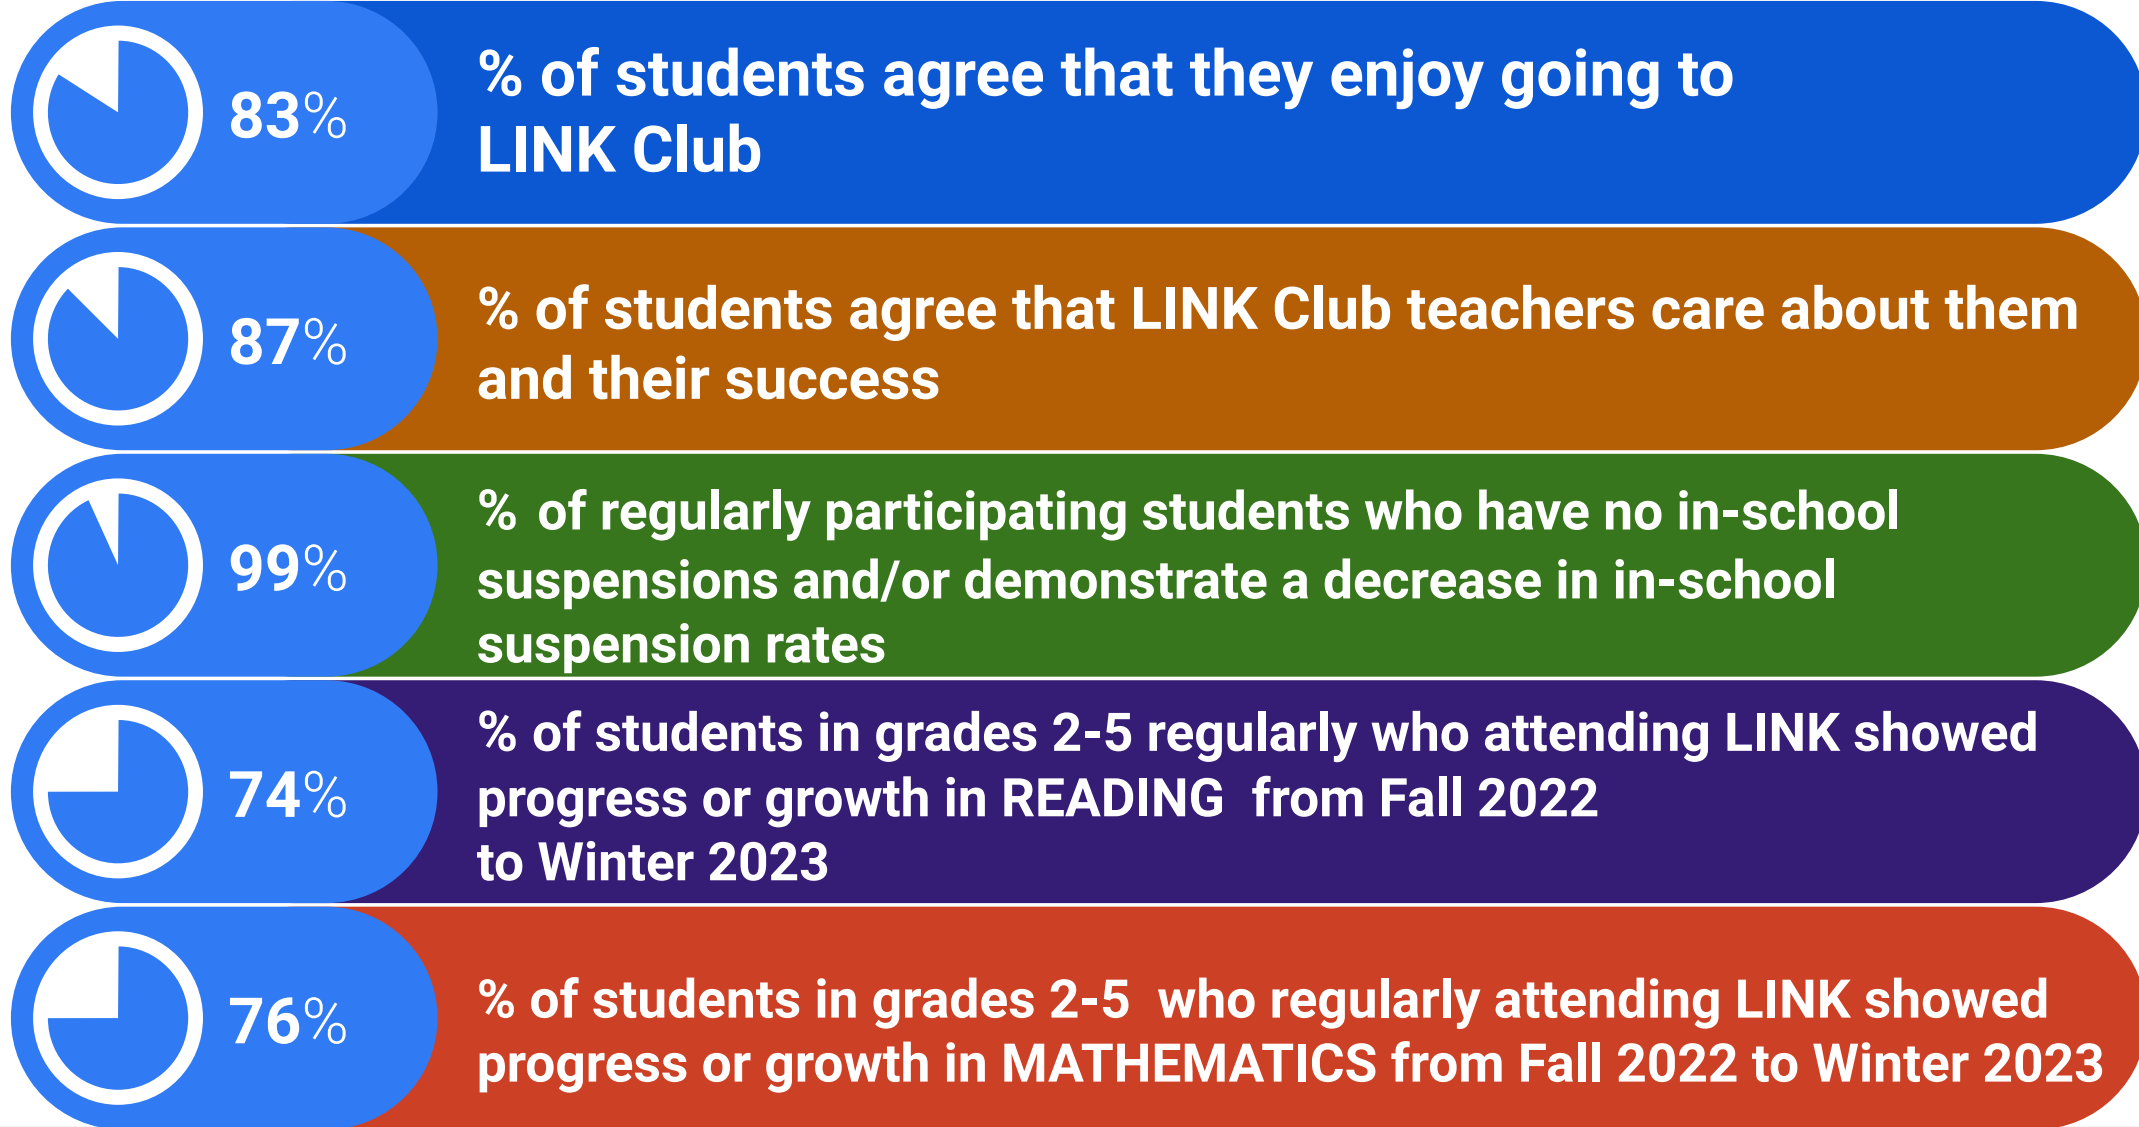 83%
% of students agree that they enjoy going to
LINK Club
87%
% of students agree that LINK Club teachers care about them
and their success
99%
% of regularly participating students who have no in-school
suspensions and/or demonstrate a decrease in in-school
suspension rates
74%
% of students in grades 2-5 regularly who attending LINK showed
progress or growth in READING from Fall 2022
to Winter 2023
76%
% of students in grades 2-5 who regularly attending LINK showed
progress or growth in MATHEMATICS from Fall 2022 to Winter 2023